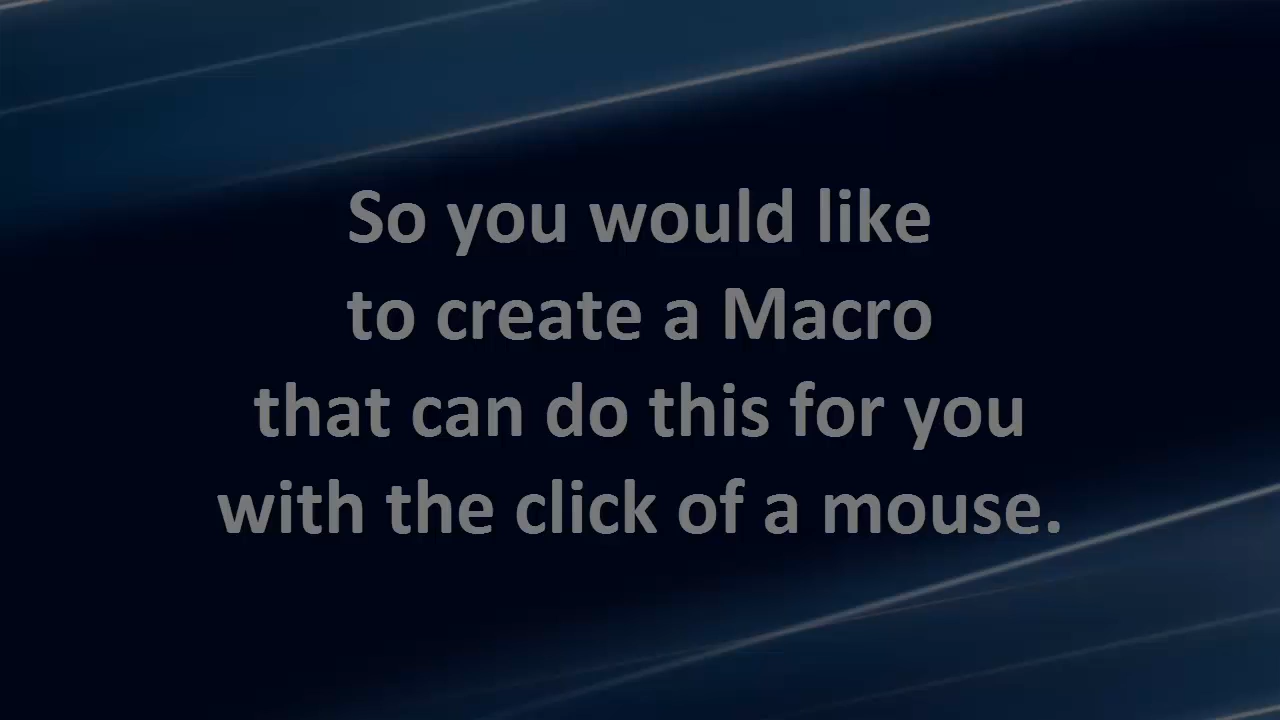 So you would like
to create a Macro
that can do this for you
with the click of a mouse.